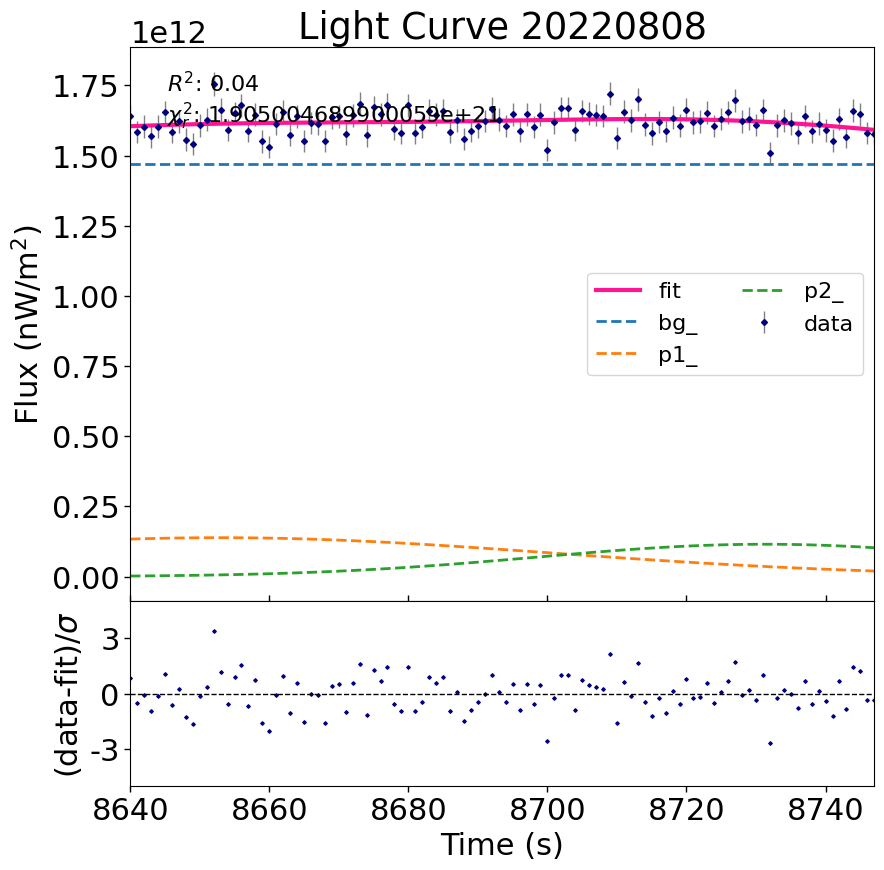 Light Curve 20220808
1e12
R²: 0.04
χ²ᵣ: 1.905004689900059e+21
1.75
1.50
1.25
1.00
0.75
0.50
0.25
0.00
Flux (nW/m²)
fit
bg_
p1_
p2_
data
3
0
-3
(data-fit)/σ
8640
8660
8680
8700
8720
8740
Time (s)